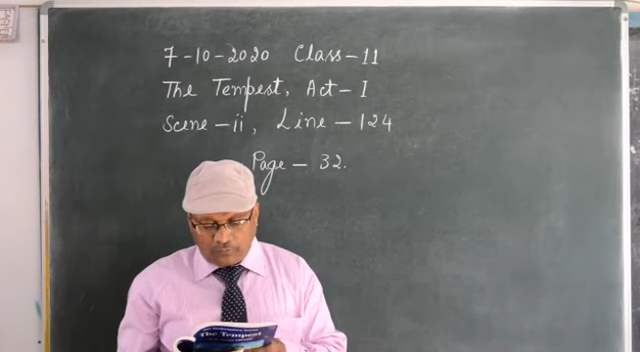 7-10-2020 Class-11
The Tempest, Act-I
Scene-ii, Line-124
Page-32.
The Tempest